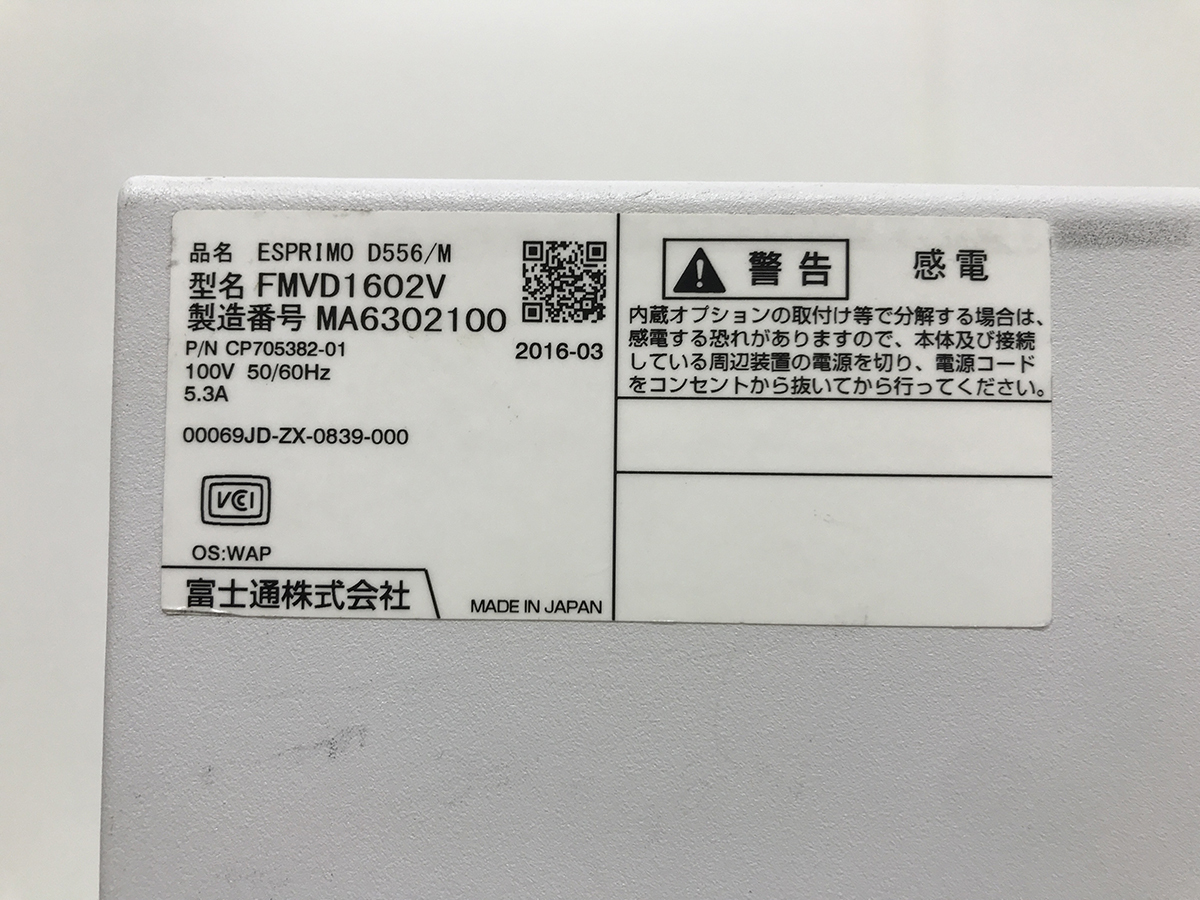 品名 ESPRIMO D556/M
型名 FMVD1602V
製造番号 MA6302100
P/N CP705382-01
2016-03
100V 50/60Hz
5.3A
00069JD-ZX-0839-000
VCCI
OS:WAP
富士通株式会社
MADE IN JAPAN
警告 感電
内蔵オプションの取付け等で分解する場合は、
感電する恐れがありますので、本体及び接続
している周辺装置の電源を切り、電源コード
をコンセントから抜いてから行ってください。